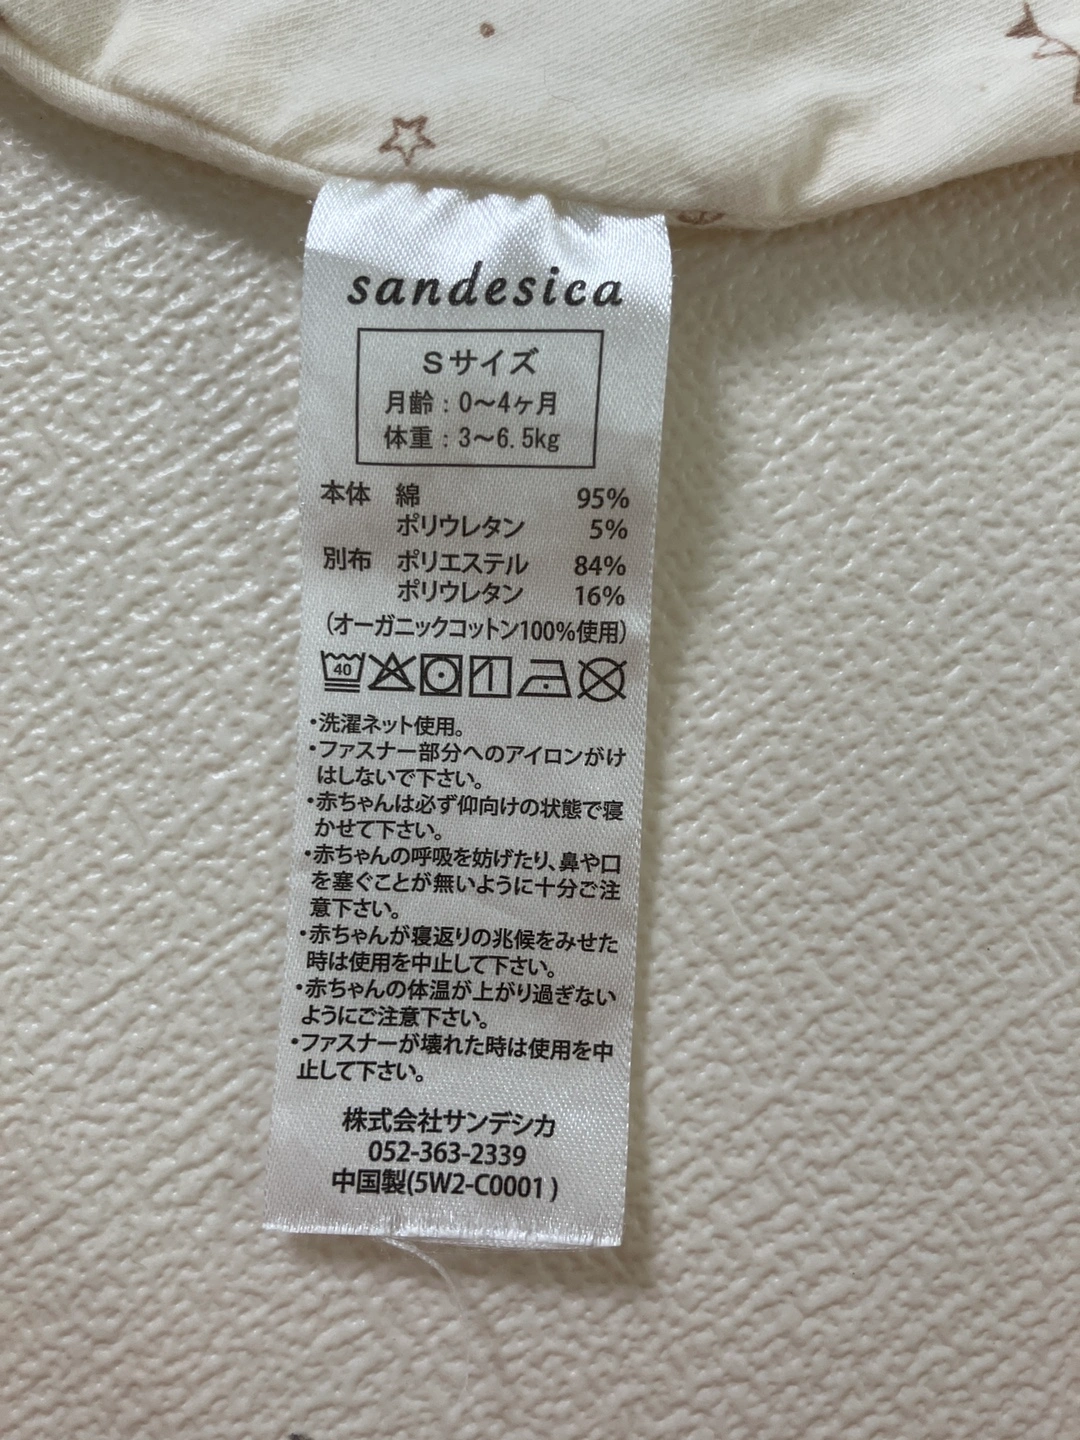 sandesica
Sサイズ
月齢：0～4ヶ月
体重：3～6.5kg
本体 綿 95%
ポリウレタン 5%
別布 ポリエステル 84%
ポリウレタン 16%
(オーガニックコットン100%使用)
40
・洗濯ネット使用。
・ファスナー部分へのアイロンがけ
はしないで下さい。
・赤ちゃんは必ず仰向けの状態で寝
かせて下さい。
・赤ちゃんの呼吸を妨げたり、鼻や口
を塞ぐことが無いように十分ご注
意下さい。
・赤ちゃんが寝返りの兆候をみせた
時は使用を中止して下さい。
・赤ちゃんの体温が上がり過ぎない
ようにご注意下さい。
・ファスナーが壊れた時は使用を中
止して下さい。
株式会社サンデシカ
052-363-2339
中国製(5W2-C0001 )